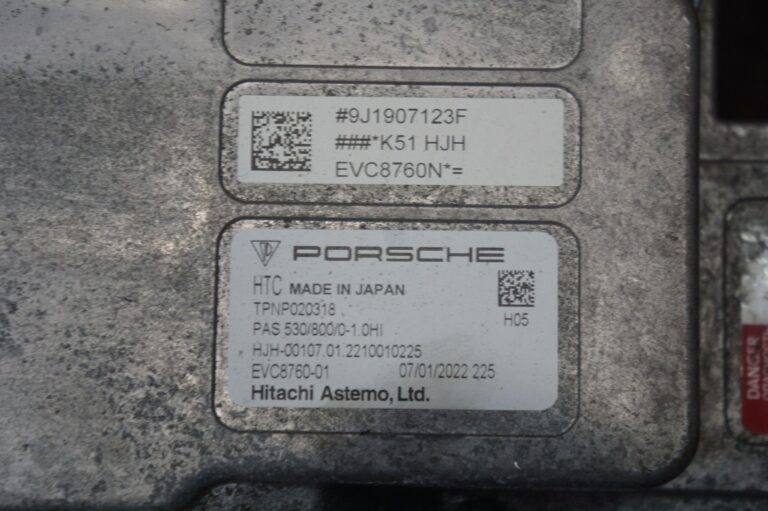 #9J1907123F
###*K51 HJH
EVC8760N*=
PORSCHE
HTC MADE IN JAPAN
TPNP020318
H05
PAS 530/800/0-1.0HI
HJH-00107.01.2210010225
EVC8760-01 07/01/2022 225
Hitachi Astemo, Ltd.
DANGER